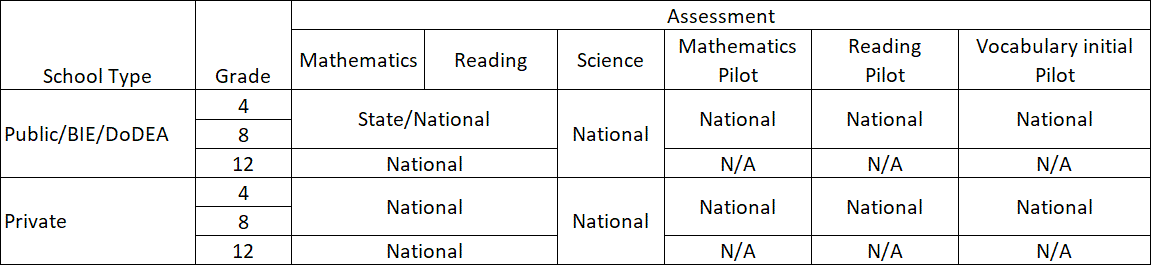 Assessment
School Type Grade Mathematics Reading Science Mathematics Pilot Reading Pilot Vocabulary initial Pilot
Public/BIE/DoDEA 4 State/National National National National National
8
12 National N/A N/A N/A
Private 4 National National National National National
8
12 National N/A N/A N/A